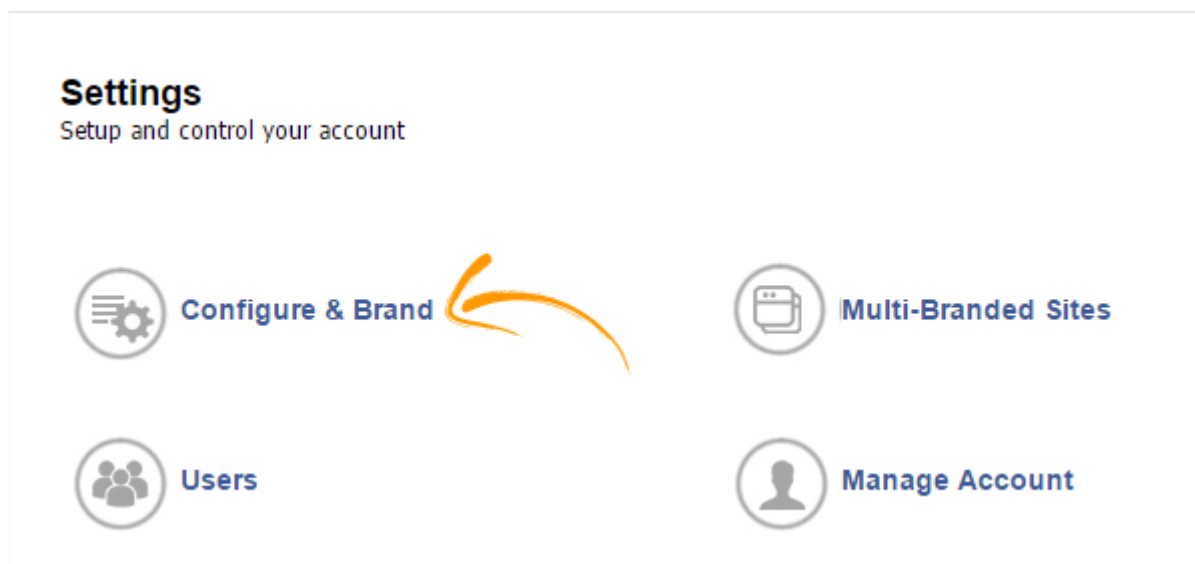 Settings
Setup and control your account
Configure & Brand
Multi-Branded Sites
Users
Manage Account